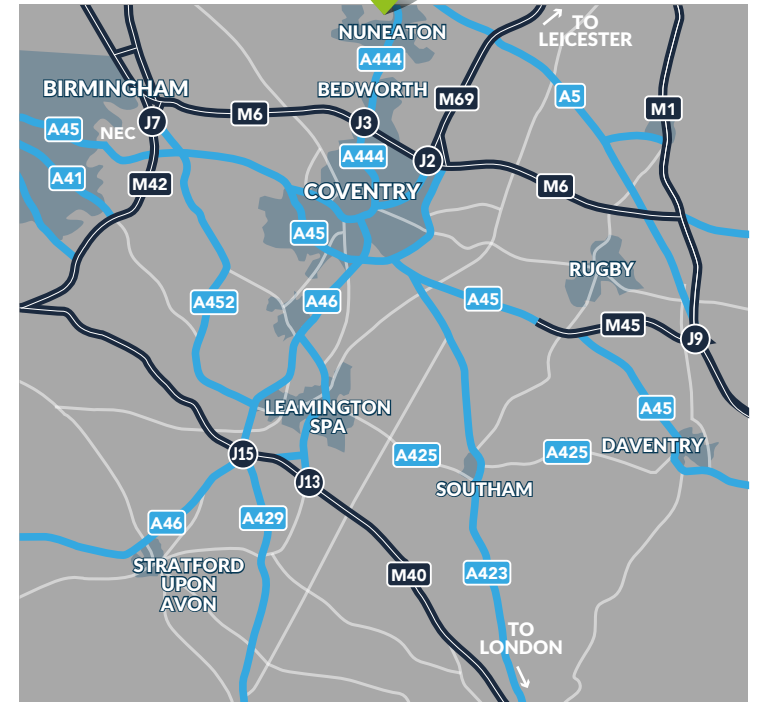 TO
LEICESTER
NUNEATON
A444
BIRMINGHAM
BEDWORTH
M69
A5
M1
M6
J3
J7
NEC
A45
A444
J2
A41
M42
COVENTRY
M6
A45
RUGBY
A452
A46
A45
M45
J9
LEAMINGTON
SPA
A45
J15
A425
A425
DAVENTRY
J13
SOUTHAM
A46
A429
STRATFORD
UPON
AVON
M40
A423
TO
LONDON